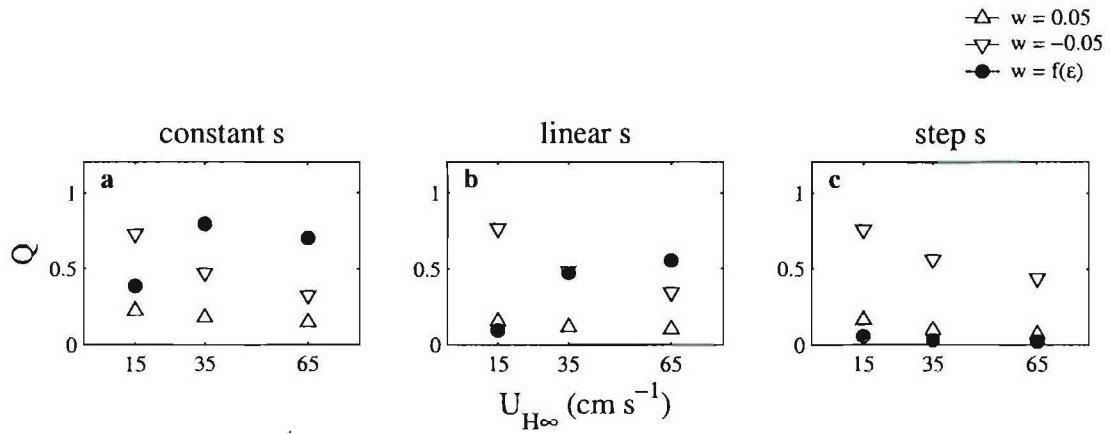 w = 0.05
w = −0.05
w = f(ε)
constant s
linear s
step s
a
b
c
Q
1
0.5
0
15 35 65
1
0.5
0
15 35 65
1
0.5
0
15 35 65
U_H∞ (cm s⁻¹)